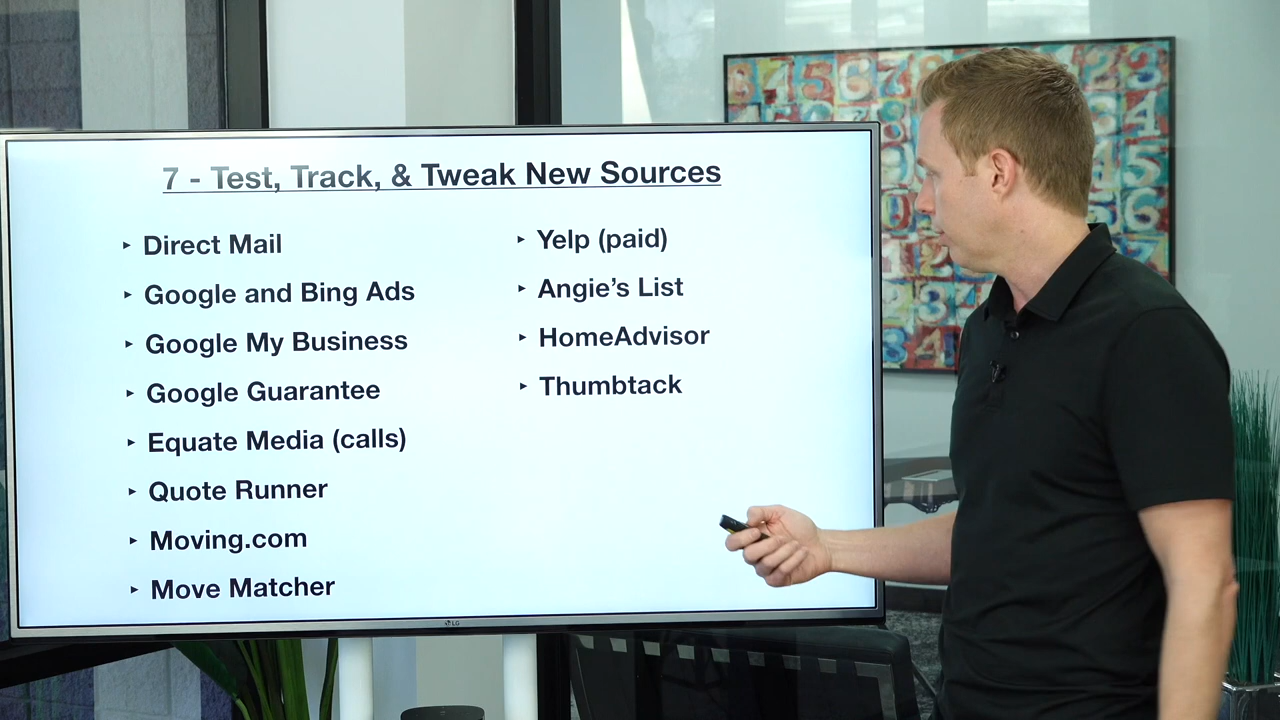 7 - Test, Track, & Tweak New Sources
‣ Direct Mail
‣ Google and Bing Ads
‣ Google My Business
‣ Google Guarantee
‣ Equate Media (calls)
‣ Quote Runner
‣ Moving.com
‣ Move Matcher
‣ Yelp (paid)
‣ Angie’s List
‣ HomeAdvisor
‣ Thumbtack
LG